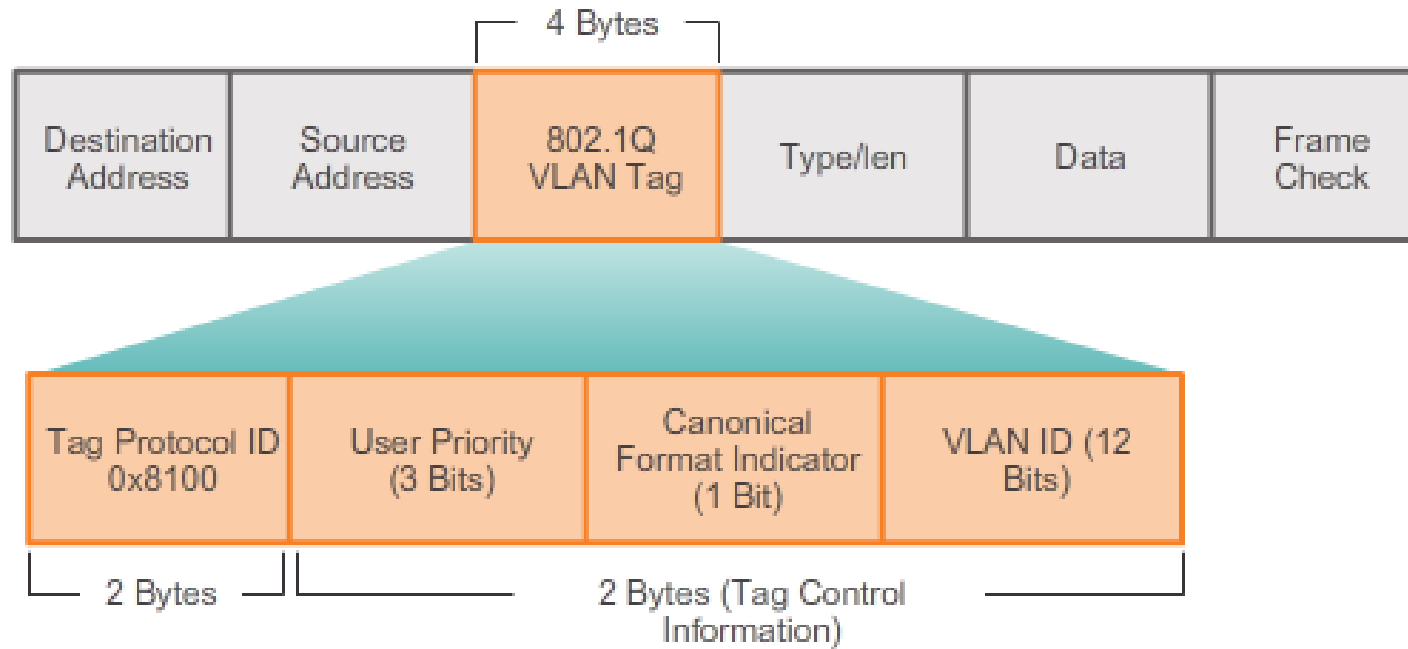 4 Bytes
Destination
Address
Source
Address
802.1Q
VLAN Tag
Type/len
Data
Frame
Check
Tag Protocol ID
0x8100
User Priority
(3 Bits)
Canonical
Format Indicator
(1 Bit)
VLAN ID (12
Bits)
2 Bytes
2 Bytes (Tag Control
Information)